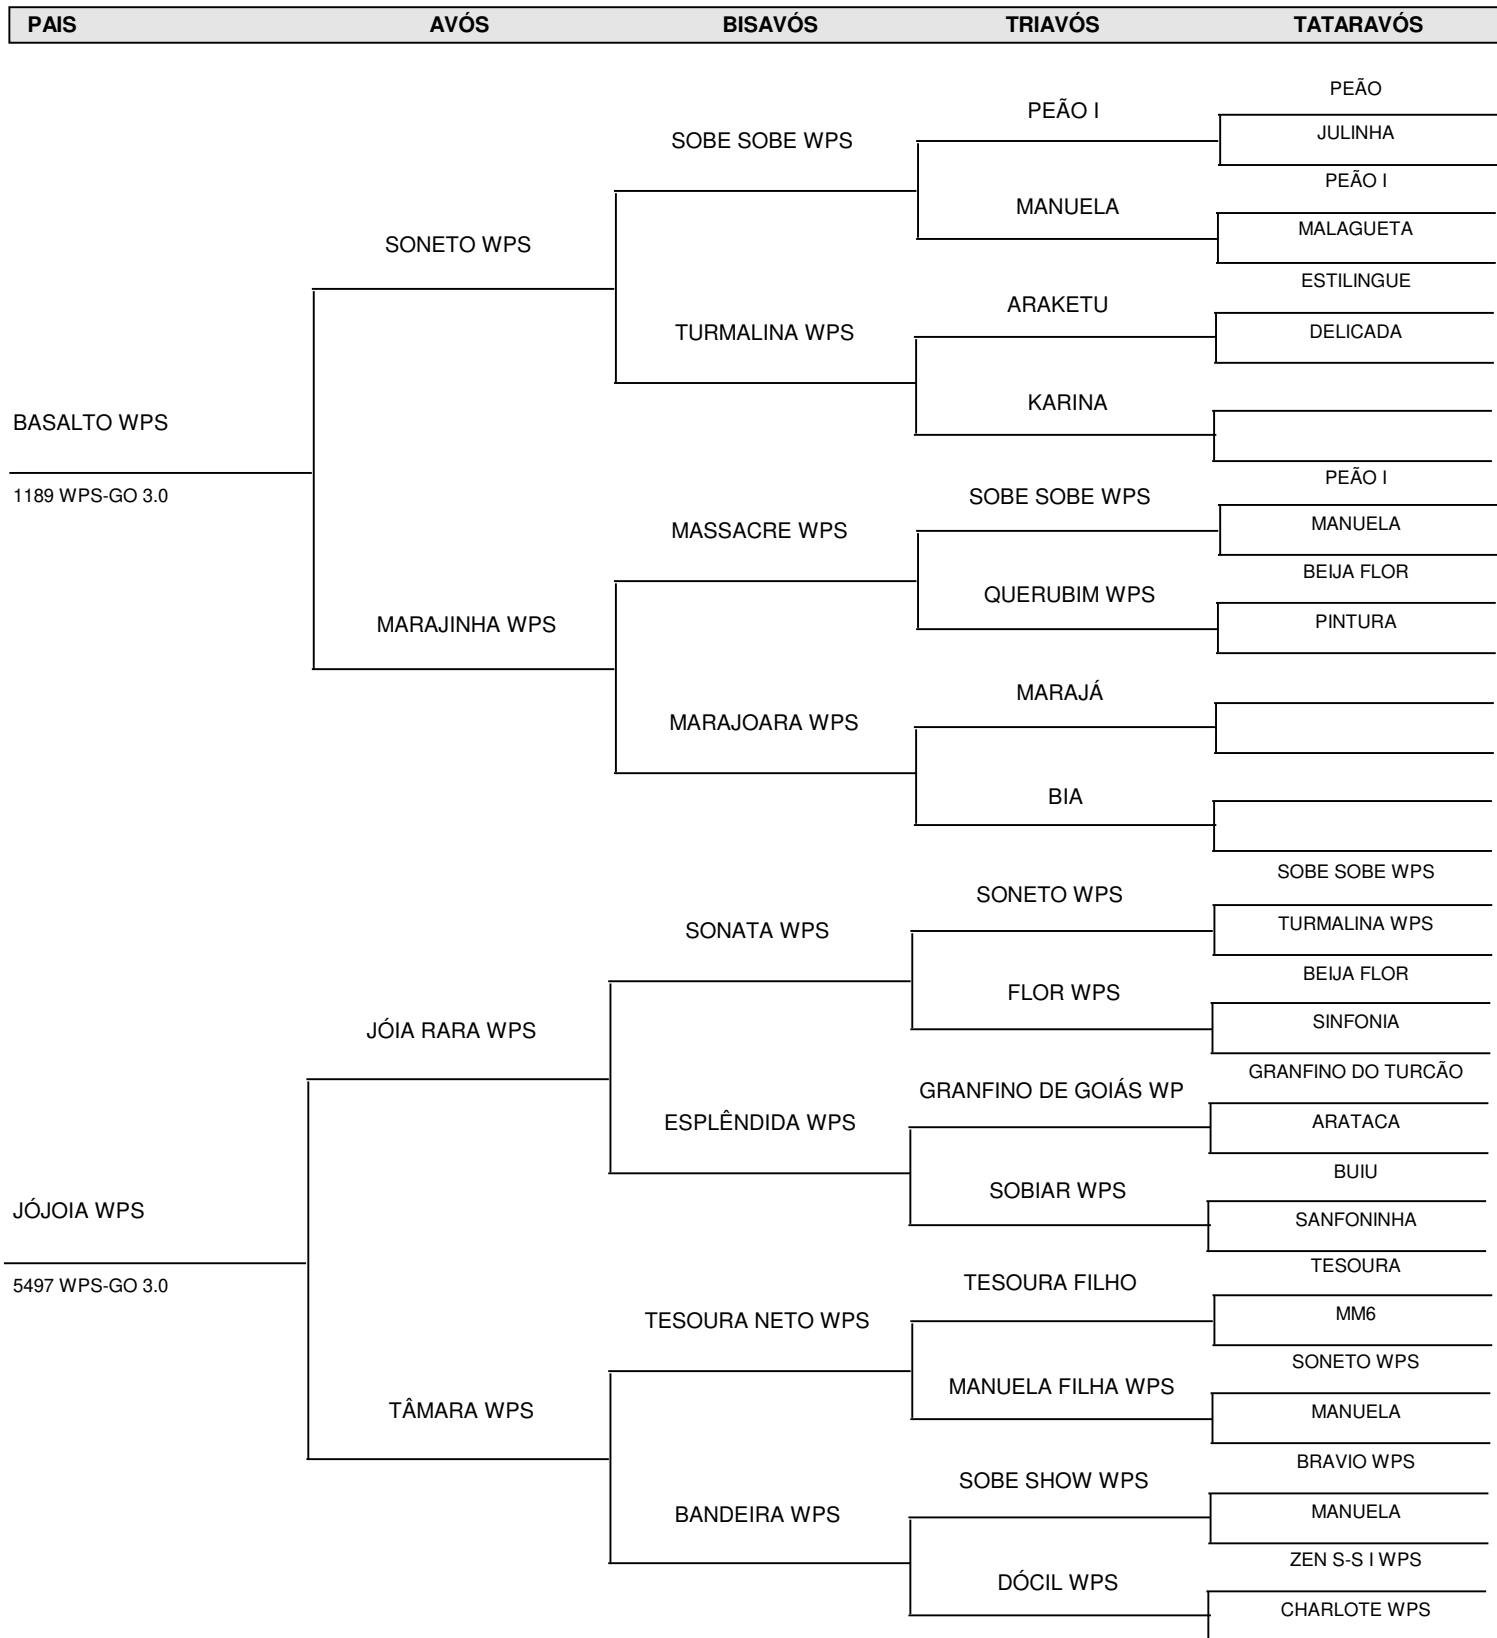 PAIS AVÓS BISAVÓS TRIAVÓS TATARAVÓS
PEÃO
PEÃO I
JULINHA
SOBE SOBE WPS
PEÃO I
MANUELA
MALAGUETA
SONETO WPS
ESTILINGUE
ARAKETU
TURMALINA WPS
DELICADA
KARINA
BASALTO WPS
PEÃO I
1189 WPS-GO 3.0
SOBE SOBE WPS
MASSACRE WPS
MANUELA
BEIJA FLOR
QUERUBIM WPS
MARAJINHA WPS
PINTURA
MARAJÁ
MARAJOARA WPS
BIA
SOBE SOBE WPS
SONETO WPS
SONATA WPS
TURMALINA WPS
BEIJA FLOR
FLOR WPS
JÓIA RARA WPS
SINFONIA
GRANFINO DO TURCÃO
GRANFINO DE GOIÁS WP
ESPLÊNDIDA WPS
ARATACA
BUIU
SOBIAR WPS
JÓJOIA WPS
SANFONINHA
TESOURA
5497 WPS-GO 3.0
TESOURA FILHO
TESOURA NETO WPS
MM6
SONETO WPS
MANUELA FILHA WPS
TÂMARA WPS
MANUELA
BRAVIO WPS
SOBE SHOW WPS
BANDEIRA WPS
MANUELA
ZEN S-S I WPS
DÓCIL WPS
CHARLOTE WPS